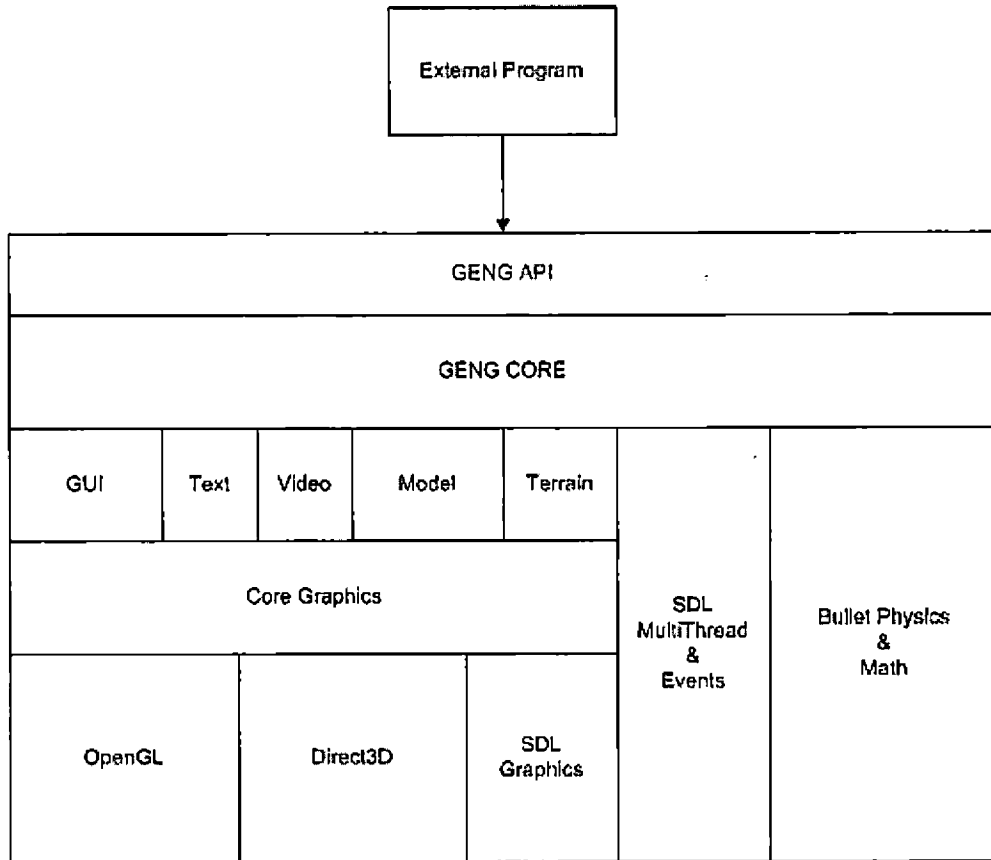 External Program
GENG API
GENG CORE
GUI
Text
Video
Model
Terrain
Core Graphics
SDL
MultiThread
&
Events
Bullet Physics
&
Math
OpenGL
Direct3D
SDL
Graphics